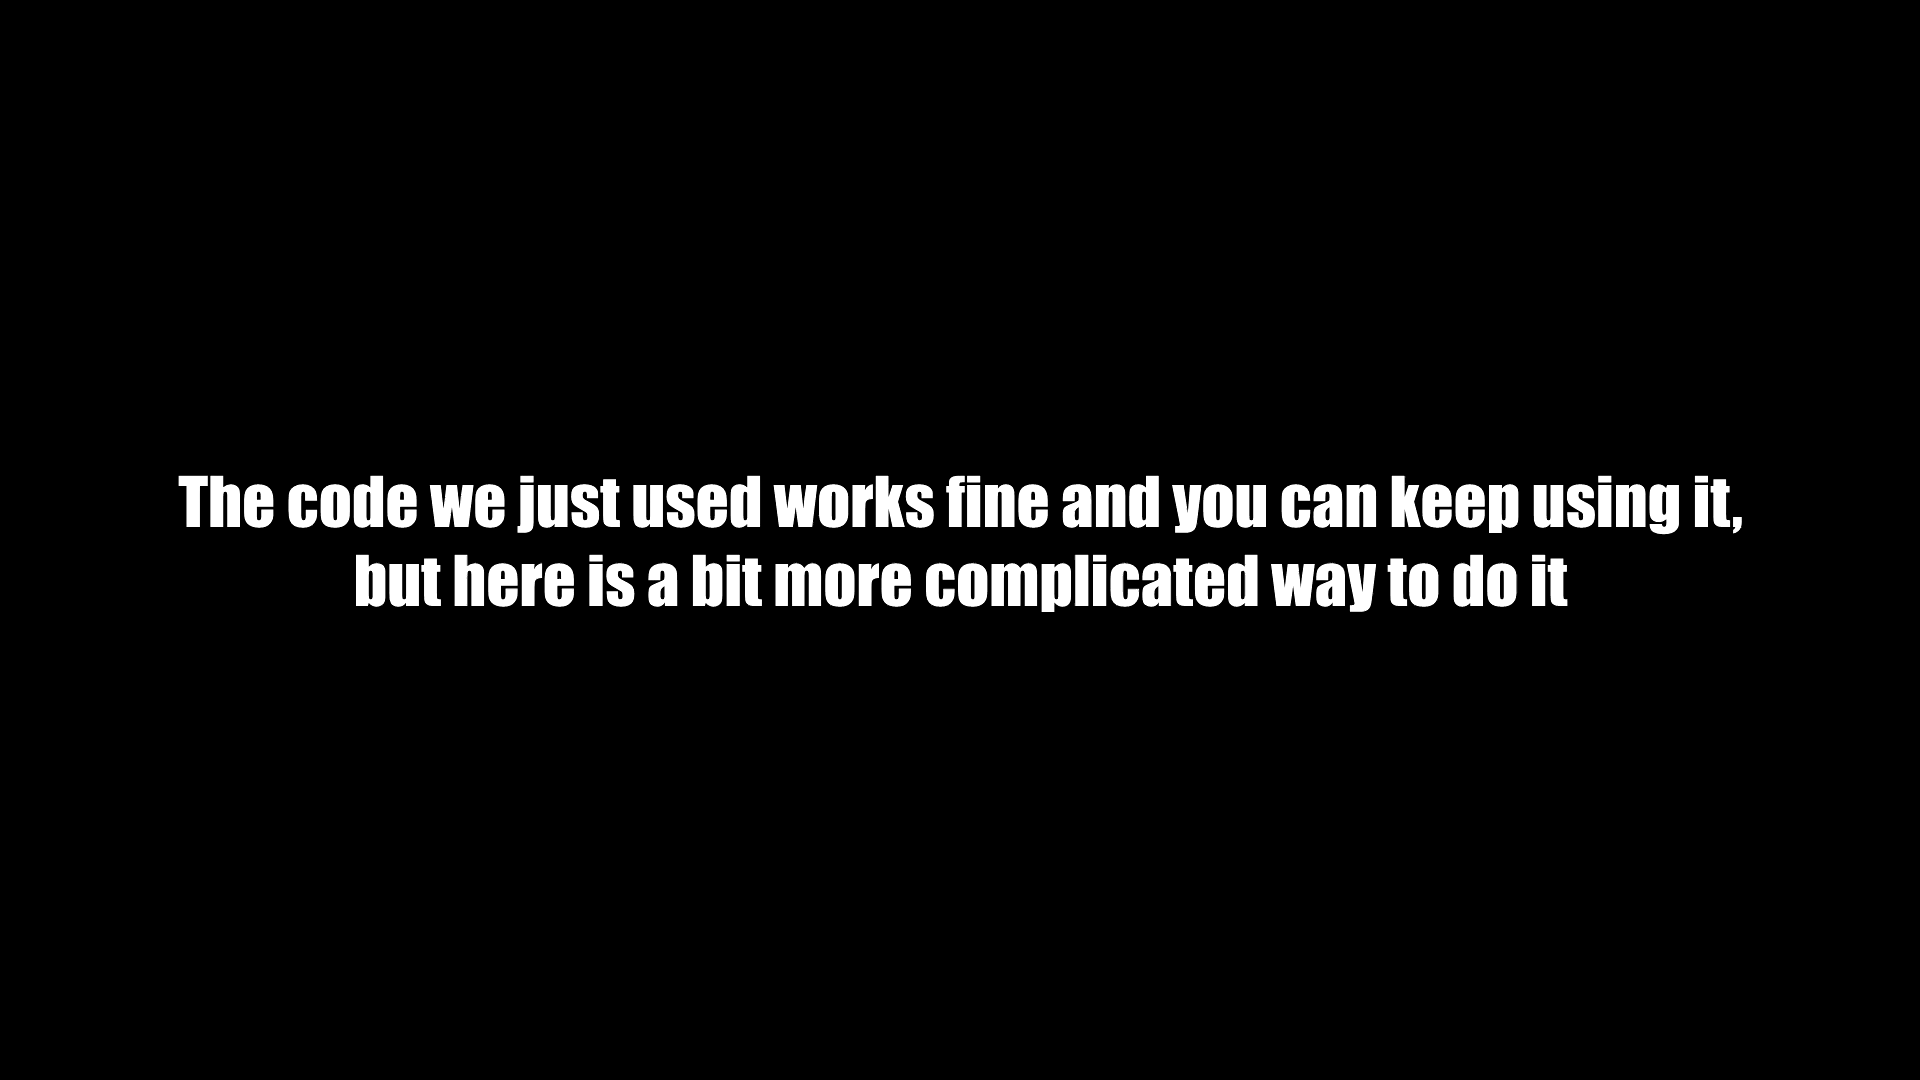 The code we just used works fine and you can keep using it,
but here is a bit more complicated way to do it